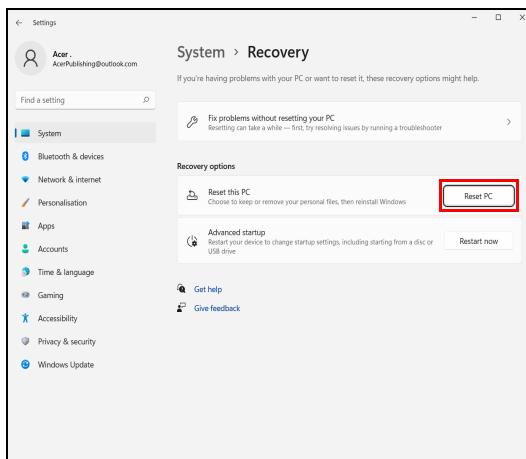 Settings
Acer .
AcerPublishing@outlook.com
Find a setting
System
Bluetooth & devices
Network & internet
Personalisation
Apps
Accounts
Time & language
Gaming
Accessibility
Privacy & security
Windows Update
System > Recovery
If you're having problems with your PC or want to reset it, these recovery options might help.
Fix problems without resetting your PC
Resetting can take a while — first, try resolving issues by running a troubleshooter
Recovery options
Reset this PC
Choose to keep or remove your personal files, then reinstall Windows
Reset PC
Advanced startup
Restart your device to change startup settings, including starting from a disc or
USB drive
Restart now
Get help
Give feedback